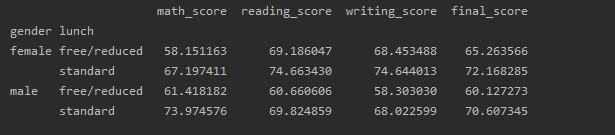 math_score reading_score writing_score final_score
gender lunch
female free/reduced 58.151163 69.186047 68.453488 65.263566
standard 67.197411 74.663430 74.644013 72.168285
male free/reduced 61.418182 60.660606 58.303030 60.127273
standard 73.974576 69.824859 68.022599 70.607345